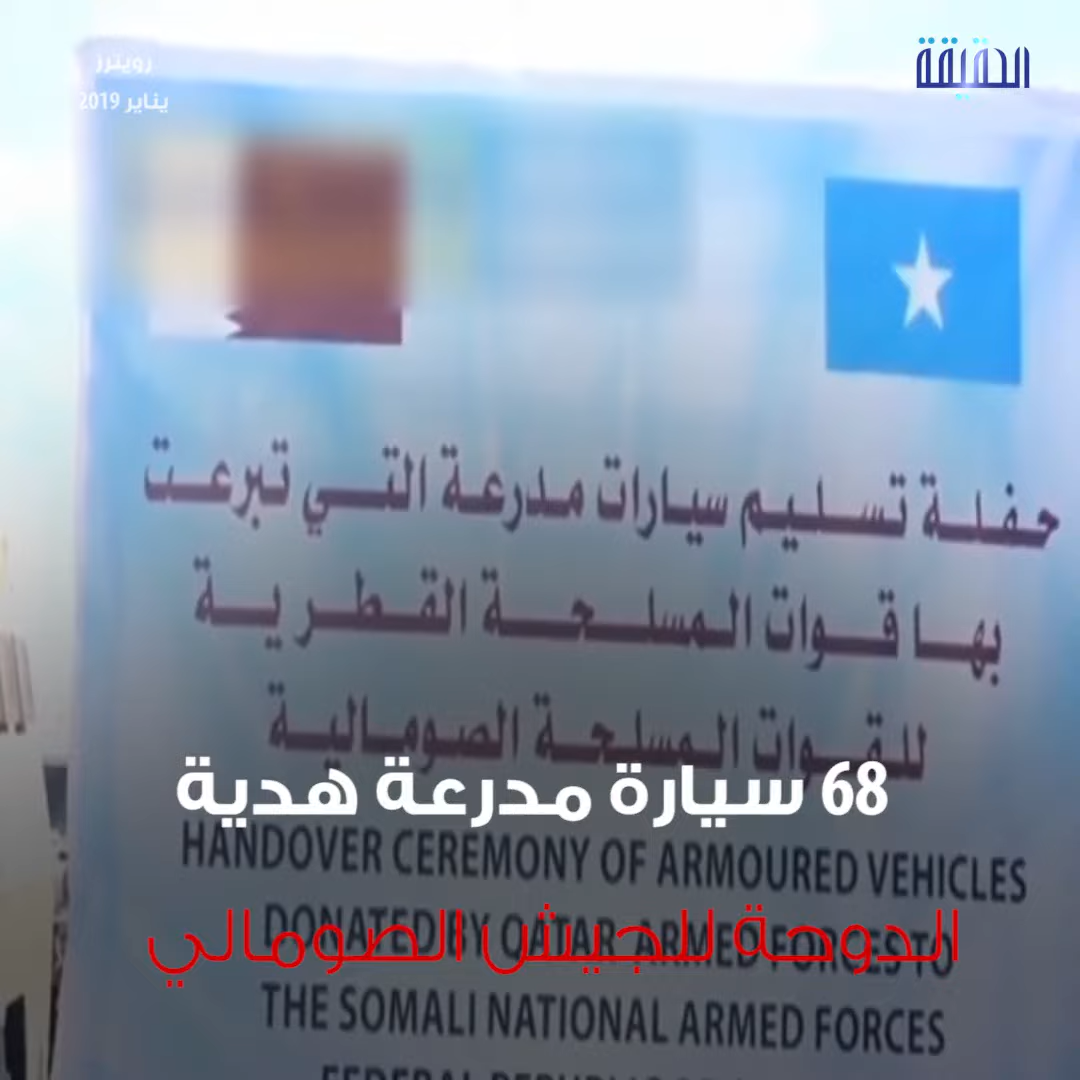 رويترز
يناير 2019
الحقيقة
حفلة تسليم سيارات مدرعة التي تبرعت
بها قوات المسلحة القطرية
للقوات المسلحة الصومالية
68 سيارة مدرعة هدية
HANDOVER CEREMONY OF ARMOURED VEHICLES
الدوحة للجيش الصومالي
DONATED BY QATAR ARMED FORCES TO
THE SOMALI NATIONAL ARMED FORCES
FEDERAL REPUBLIC